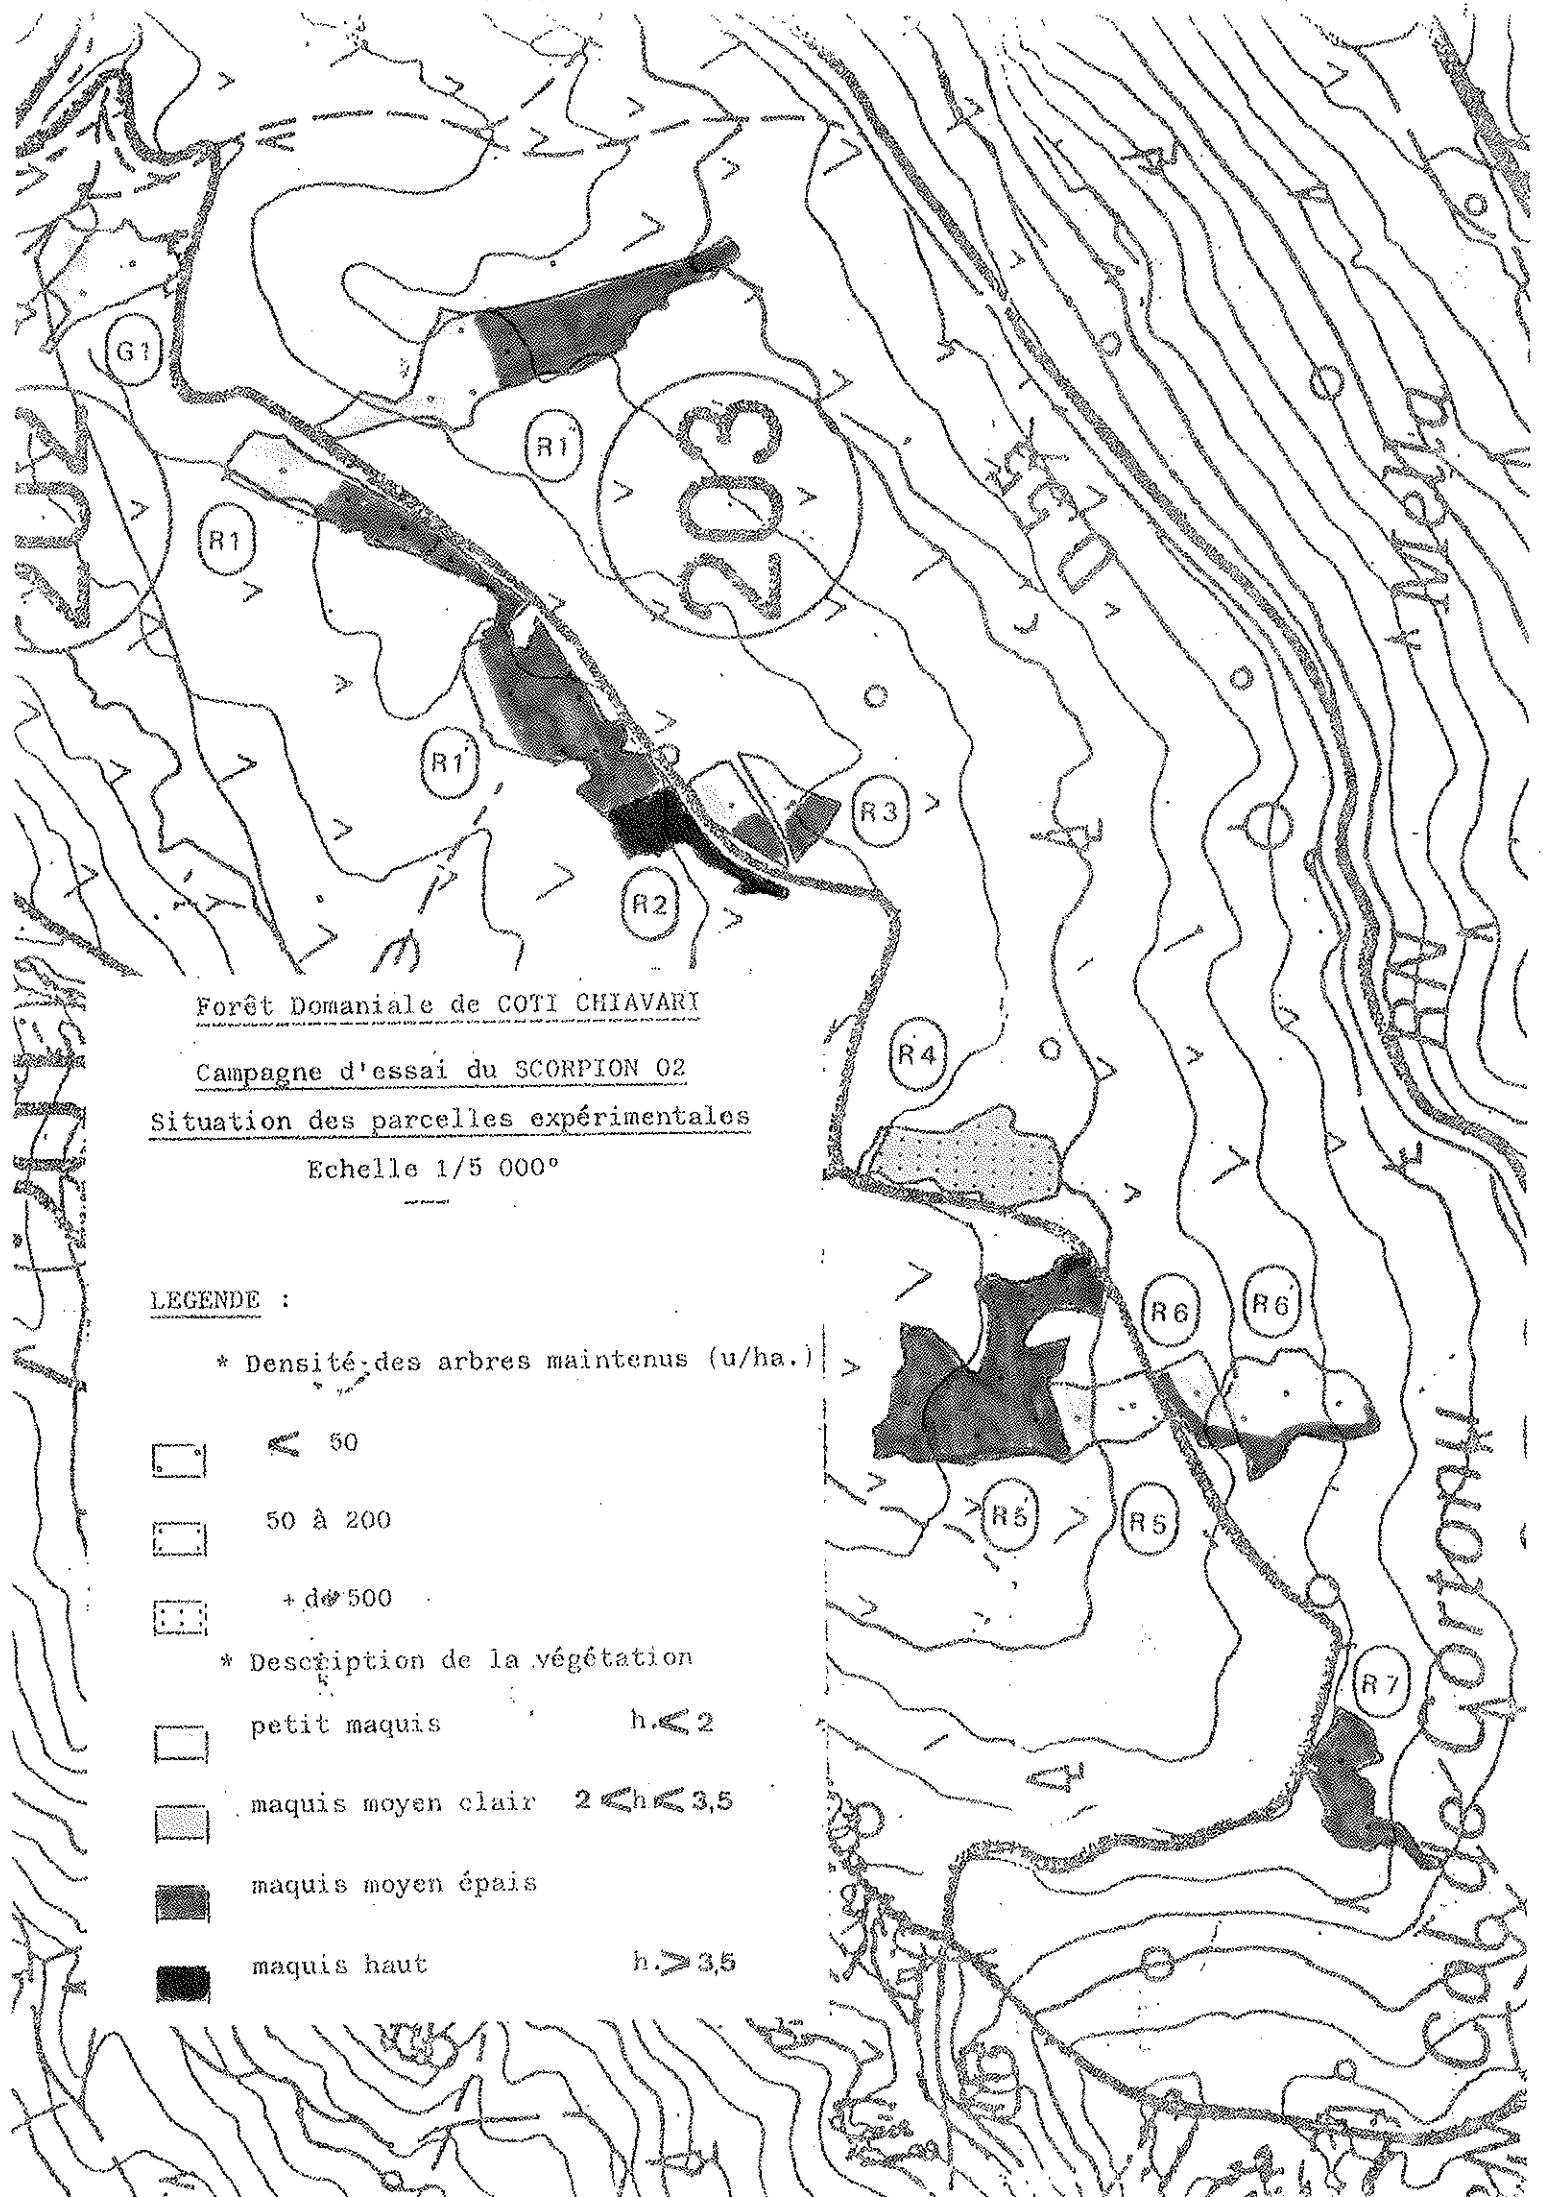 G1
R1"
203
202
R1
R1'
R3
R2
Mela
RN
D
Forêt Domaniale de COTI CHIAVARI
Campagne d'essai du SCORPION 02
Situation des parcelles expérimentales
Echelle 1/5 000°
R4
LEGENDE :
* Densité des arbres maintenus (u/ha.)
< 50
50 à 200
+ de 500
* Description de la végétation
petit maquis h.< 2
maquis moyen clair 2 <h< 3,5
maquis moyen épais
maquis haut h.> 3,5
R6
R6'
R5'
R5
R7